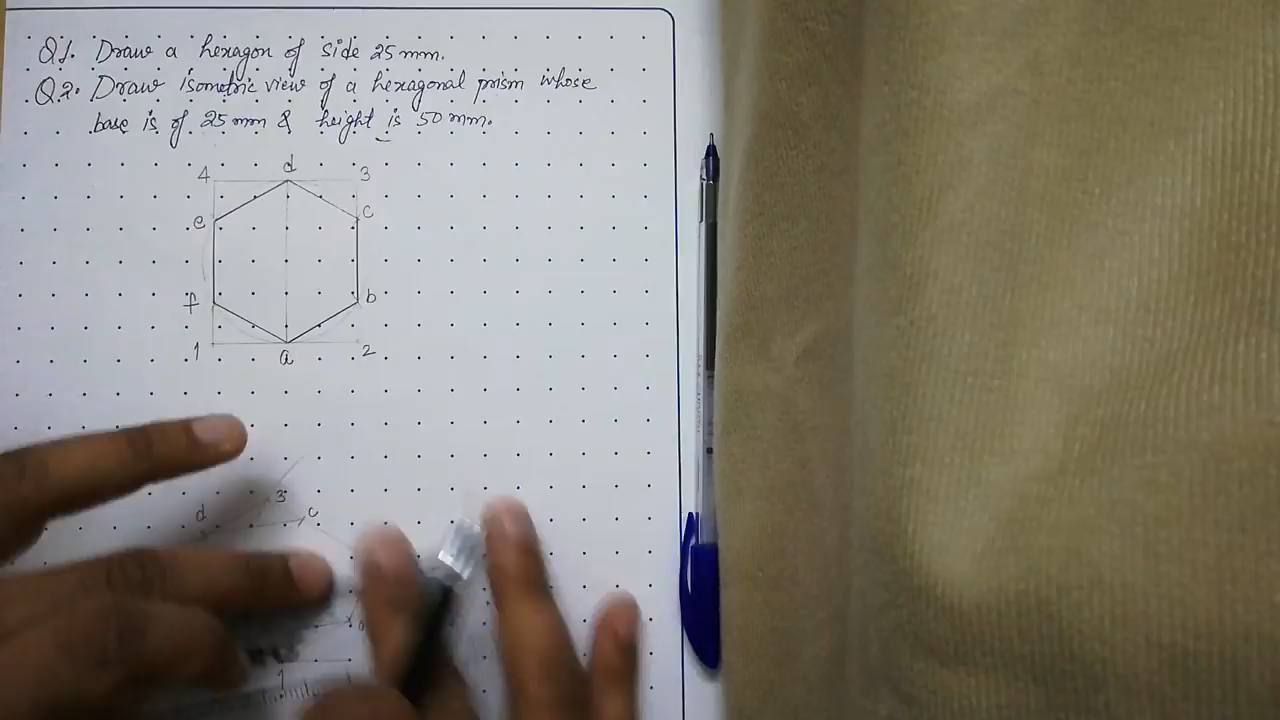 Q1. Draw a hexagon of side 25 mm.
Q2. Draw isometric view of a hexagonal prism whose
base is of 25 mm & height is 50 mm.
4 d 3
e c
f b
1 a 2
3
d c
1